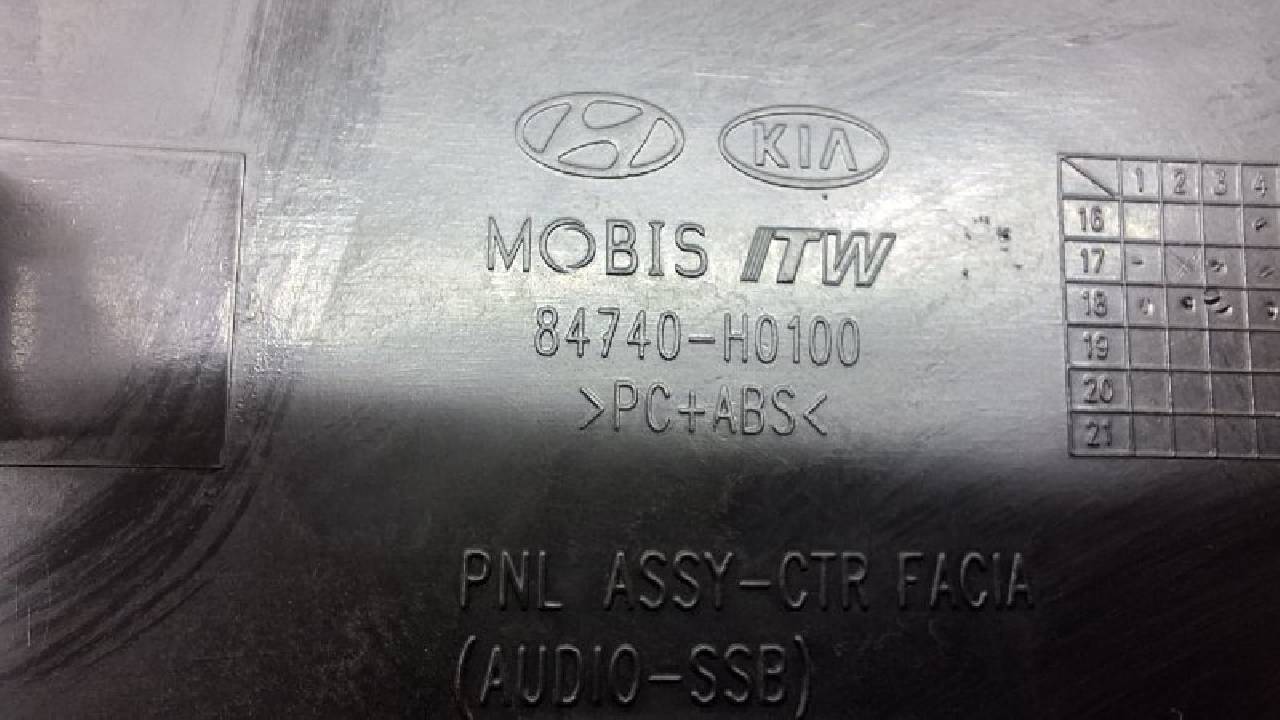 KIA
MOBIS ITW
84740-H0100
>PC+ABS<
PNL ASSY-CTR FACIA
(AUDIO-SSB)
1 2 3 4
16
17
18
19
20
21